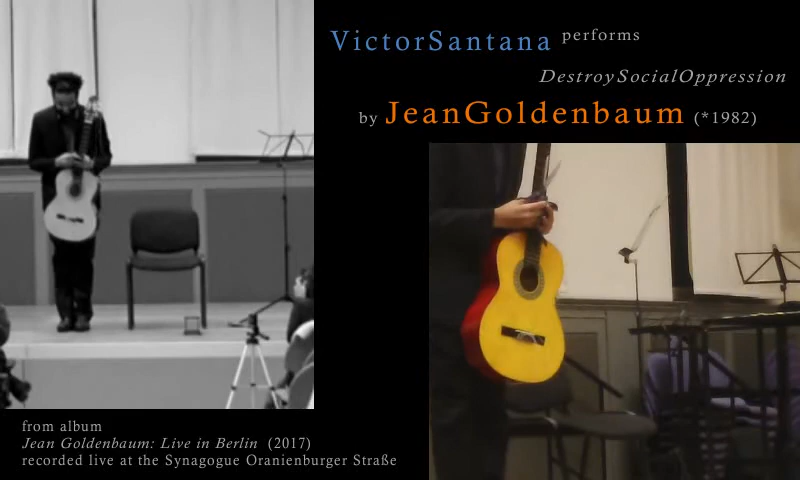 VictorSantana performs
DestroySocialOppression
by JeanGoldenbaum (*1982)
from album
Jean Goldenbaum: Live in Berlin (2017)
recorded live at the Synagogue Oranienburger Straße